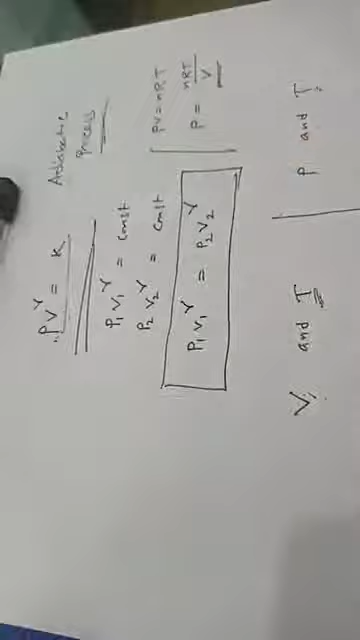 Adiabatic
Process
PV^γ = K
P₁V₁^γ = const
P₂V₂^γ = const
P₁V₁^γ = P₂V₂^γ
PV = nRT
P = nRT/V
V and T
P and T